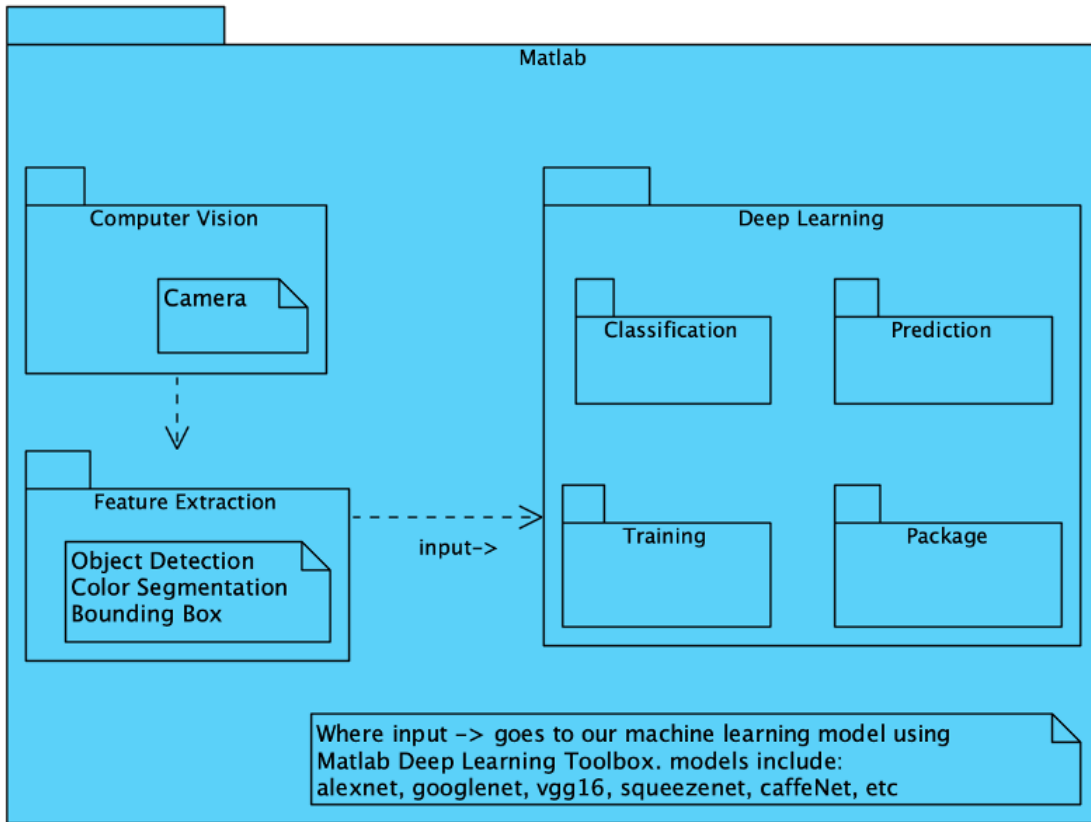 Matlab
Computer Vision
Camera
Feature Extraction
Object Detection
Color Segmentation
Bounding Box
input->
Deep Learning
Classification
Prediction
Training
Package
Where input -> goes to our machine learning model using
Matlab Deep Learning Toolbox. models include:
alexnet, googlenet, vgg16, squeezenet, caffeNet, etc